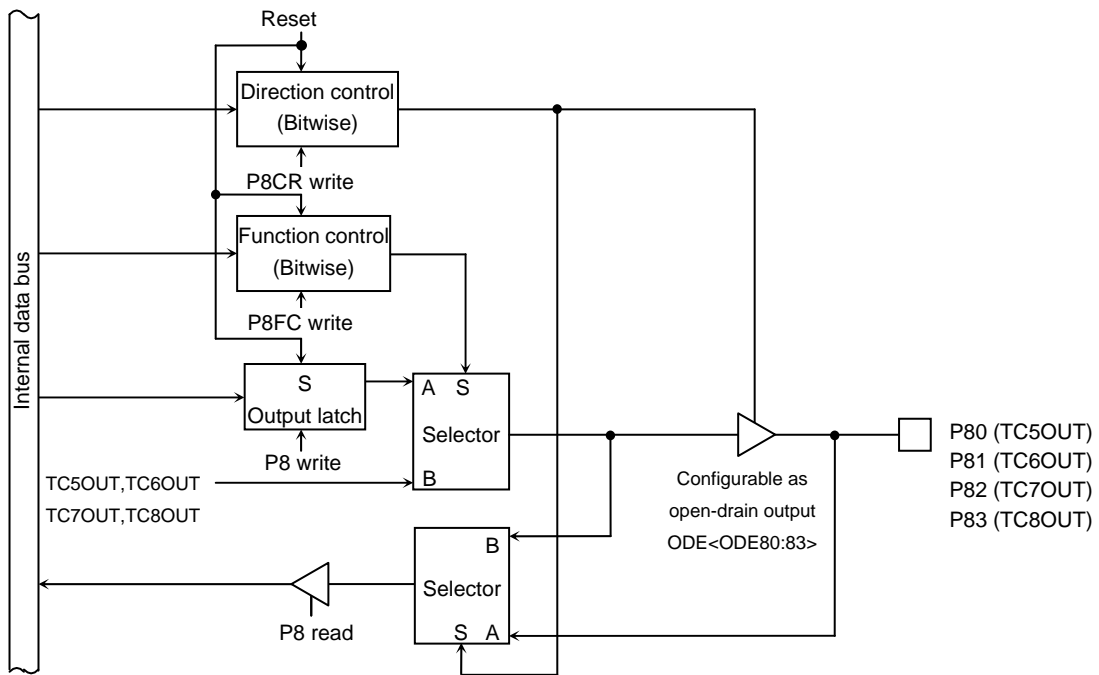 Reset
Direction control
(Bitwise)
P8CR write
Function control
(Bitwise)
P8FC write
Internal data bus
S
Output latch
P8 write
A S
Selector
B
TC5OUT,TC6OUT
TC7OUT,TC8OUT
B
Selector
S A
P8 read
Configurable as
open-drain output
ODE<ODE80:83>
P80 (TC5OUT)
P81 (TC6OUT)
P82 (TC7OUT)
P83 (TC8OUT)